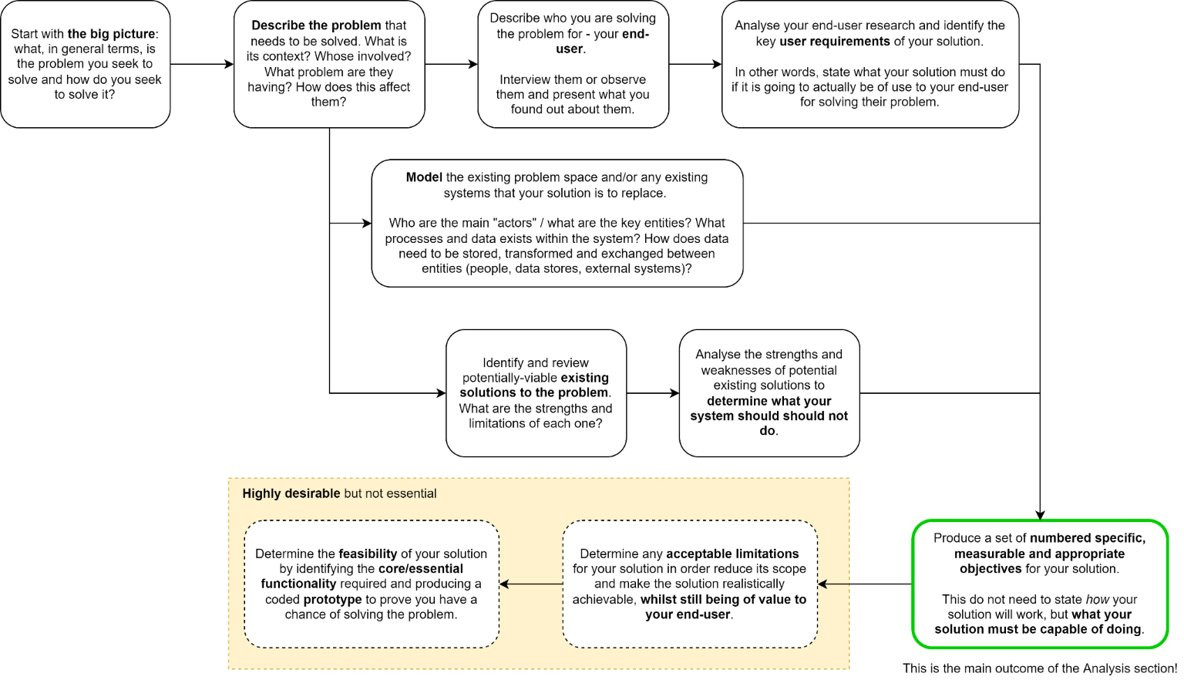 Start with the big picture:
what, in general terms, is
the problem you seek to
solve and how do you seek
to solve it?
Describe the problem that
needs to be solved. What is
its context? Whose involved?
What problem are they
having? How does this affect
them?
Describe who you are solving
the problem for - your end-
user.
Interview them or observe
them and present what you
found out about them.
Analyse your end-user research and identify the
key user requirements of your solution.
In other words, state what your solution must do
if it is going to actually be of use to your end-user
for solving their problem.
Model the existing problem space and/or any existing
systems that your solution is to replace.
Who are the main "actors" / what are the key entities? What
processes and data exists within the system? How does data
need to be stored, transformed and exchanged between
entities (people, data stores, external systems)?
Identify and review
potentially-viable existing
solutions to the problem.
What are the strengths and
limitations of each one?
Analyse the strengths and
weaknesses of potential
existing solutions to
determine what your
system should should not
do.
Highly desirable but not essential
Determine the feasibility of your solution
by identifying the core/essential
functionality required and producing a
coded prototype to prove you have a
chance of solving the problem.
Determine any acceptable limitations
for your solution in order reduce its scope
and make the solution realistically
achievable, whilst still being of value to
your end-user.
Produce a set of numbered specific,
measurable and appropriate
objectives for your solution.
This do not need to state how your
solution will work, but what your
solution must be capable of doing.
This is the main outcome of the Analysis section!